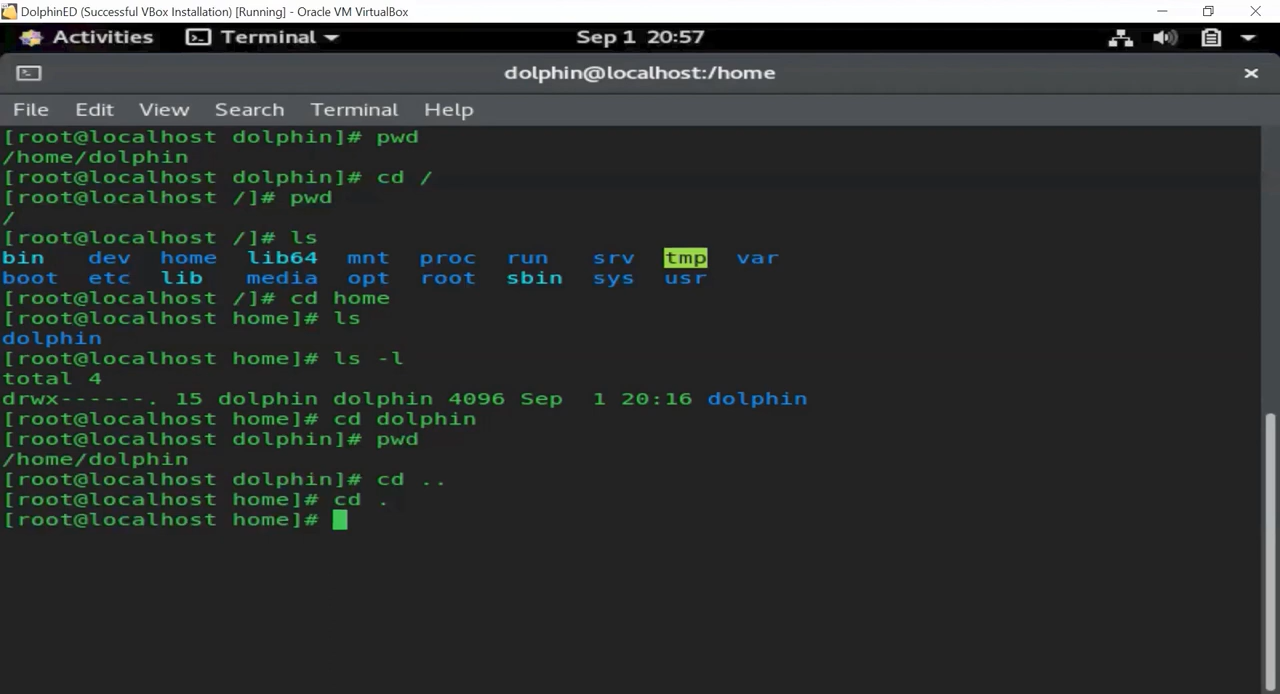 DolphinED (Successful VBox Installation) [Running] - Oracle VM VirtualBox
Activities Terminal Sep 1 20:57
dolphin@localhost:/home
File Edit View Search Terminal Help
[root@localhost dolphin]# pwd
/home/dolphin
[root@localhost dolphin]# cd /
[root@localhost /]# pwd
/
[root@localhost /]# ls
bin dev home lib64 mnt proc run srv tmp var
boot etc lib media opt root sbin sys usr
[root@localhost /]# cd home
[root@localhost home]# ls
dolphin
[root@localhost home]# ls -l
total 4
drwx------. 15 dolphin dolphin 4096 Sep  1 20:16 dolphin
[root@localhost home]# cd dolphin
[root@localhost dolphin]# pwd
/home/dolphin
[root@localhost dolphin]# cd ..
[root@localhost home]# cd .
[root@localhost home]#